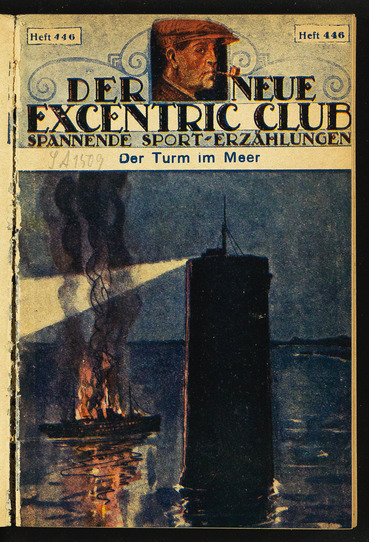 Heft 446
Heft 446
DER NEUE
EXCENTRIC CLUB
SPANNENDE SPORT-ERZÄHLUNGEN
Der Turm im Meer